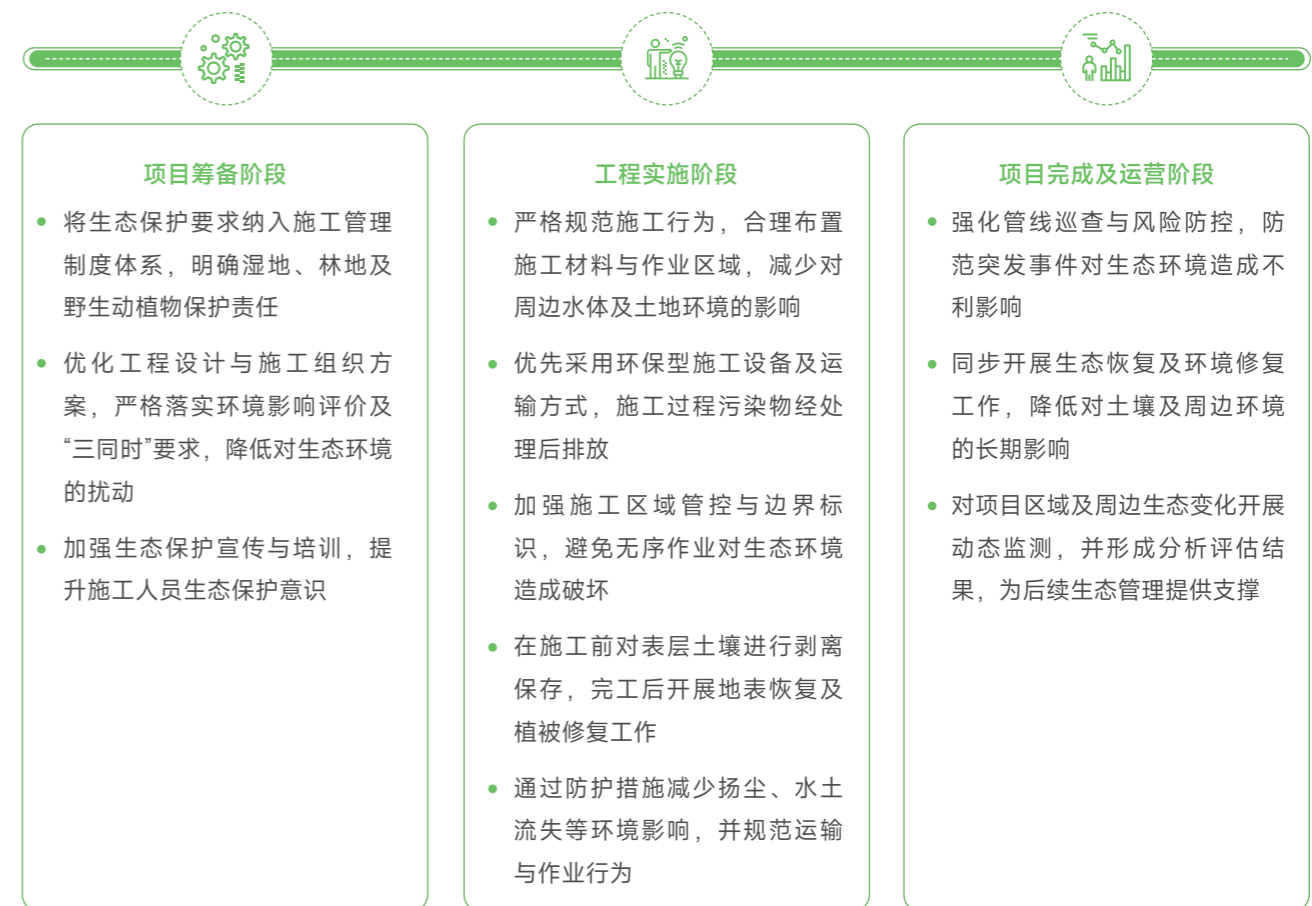 项目筹备阶段
将生态保护要求纳入施工管理
制度体系，明确湿地、林地及
野生动植物保护责任
优化工程设计与施工组织方
案，严格落实环境影响评价及
“三同时”要求，降低对生态环境
的扰动
加强生态保护宣传与培训，提
升施工人员生态保护意识
工程实施阶段
严格规范施工行为，合理布置
施工材料与作业区域，减少对
周边水体及土地环境的影响
优先采用环保型施工设备及运
输方式，施工过程污染物经处
理后排放
加强施工区域管控与边界标
识，避免无序作业对生态环境
造成破坏
在施工前对表层土壤进行剥离
保存，完工后开展地表恢复及
植被修复工作
通过防护措施减少扬尘、水土
流失等环境影响，并规范运输
与作业行为
项目完成及运营阶段
强化管线巡查与风险防控，防
范突发事件对生态环境造成不
利影响
同步开展生态恢复及环境修复
工作，降低对土壤及周边环境
的长期影响
对项目区域及周边生态变化开展
动态监测，并形成分析评估结
果，为后续生态管理提供支撑